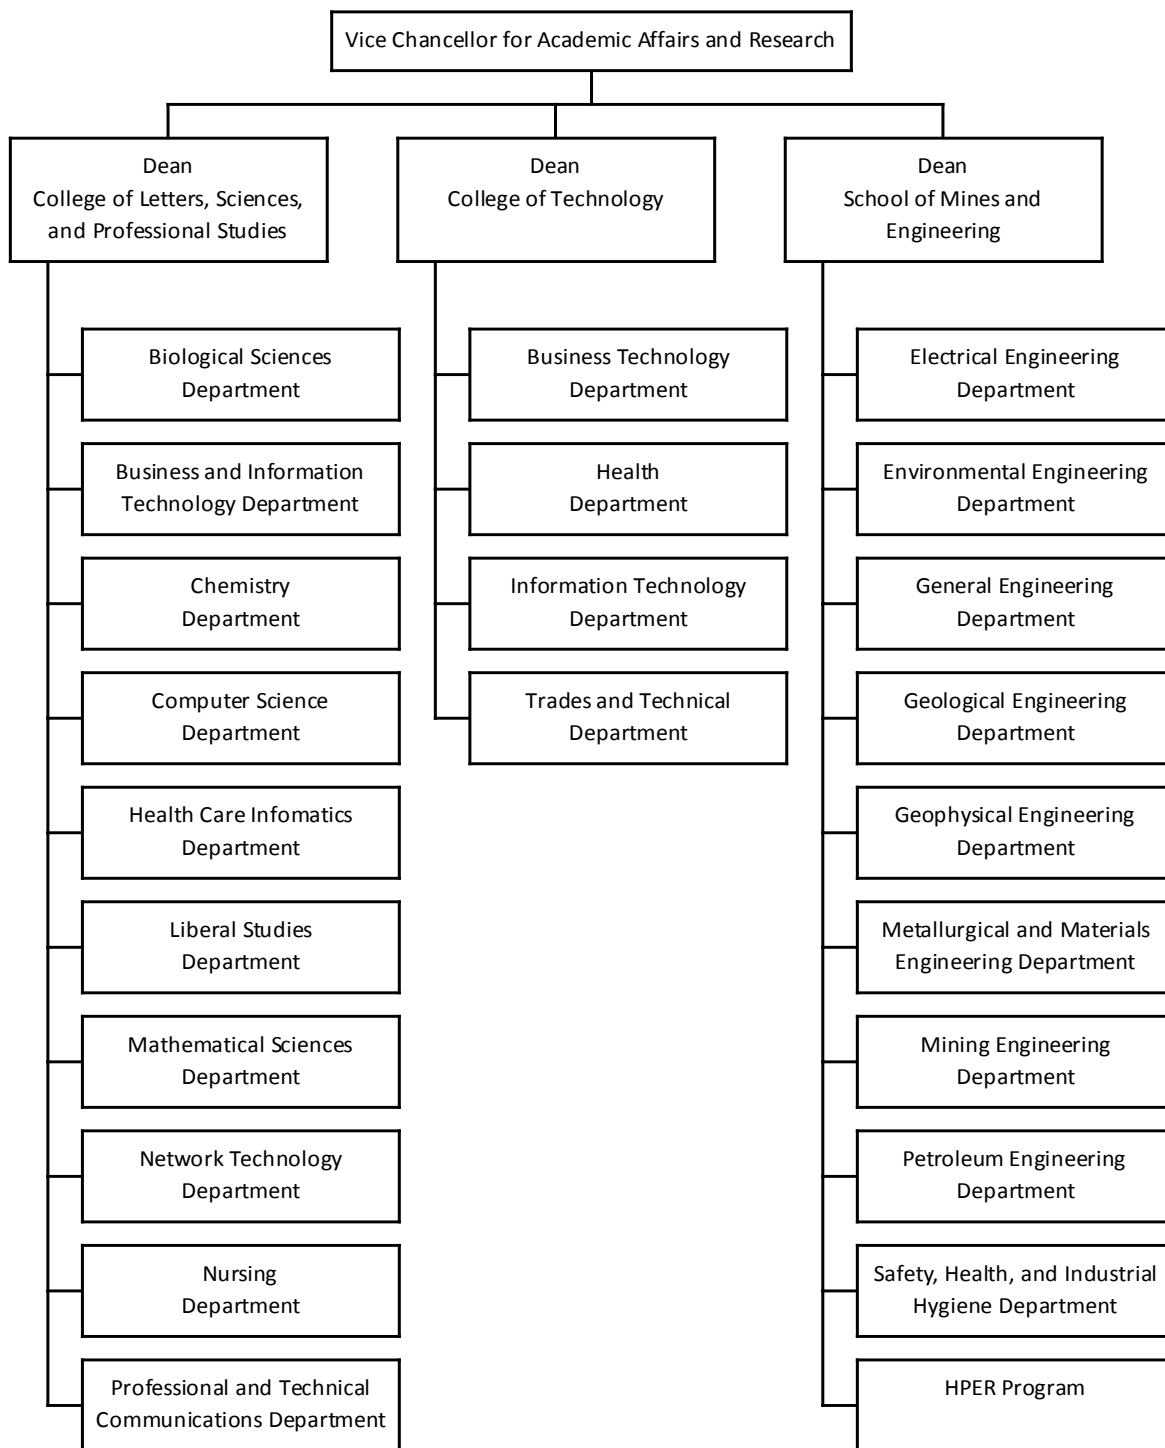 Vice Chancellor for Academic Affairs and Research
Dean
College of Letters, Sciences,
and Professional Studies
Dean
College of Technology
Dean
School of Mines and
Engineering
Biological Sciences
Department
Business and Information
Technology Department
Chemistry
Department
Computer Science
Department
Health Care Infomatics
Department
Liberal Studies
Department
Mathematical Sciences
Department
Network Technology
Department
Nursing
Department
Professional and Technical
Communications Department
Business Technology
Department
Health
Department
Information Technology
Department
Trades and Technical
Department
Electrical Engineering
Department
Environmental Engineering
Department
General Engineering
Department
Geological Engineering
Department
Geophysical Engineering
Department
Metallurgical and Materials
Engineering Department
Mining Engineering
Department
Petroleum Engineering
Department
Safety, Health, and Industrial
Hygiene Department
HPER Program